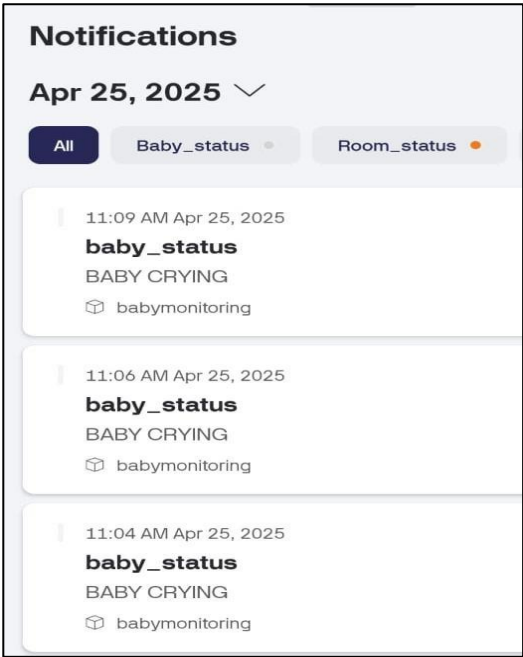 Notifications
Apr 25, 2025
All Baby_status Room_status
11:09 AM Apr 25, 2025
baby_status
BABY CRYING
babymonitoring
11:06 AM Apr 25, 2025
baby_status
BABY CRYING
babymonitoring
11:04 AM Apr 25, 2025
baby_status
BABY CRYING
babymonitoring